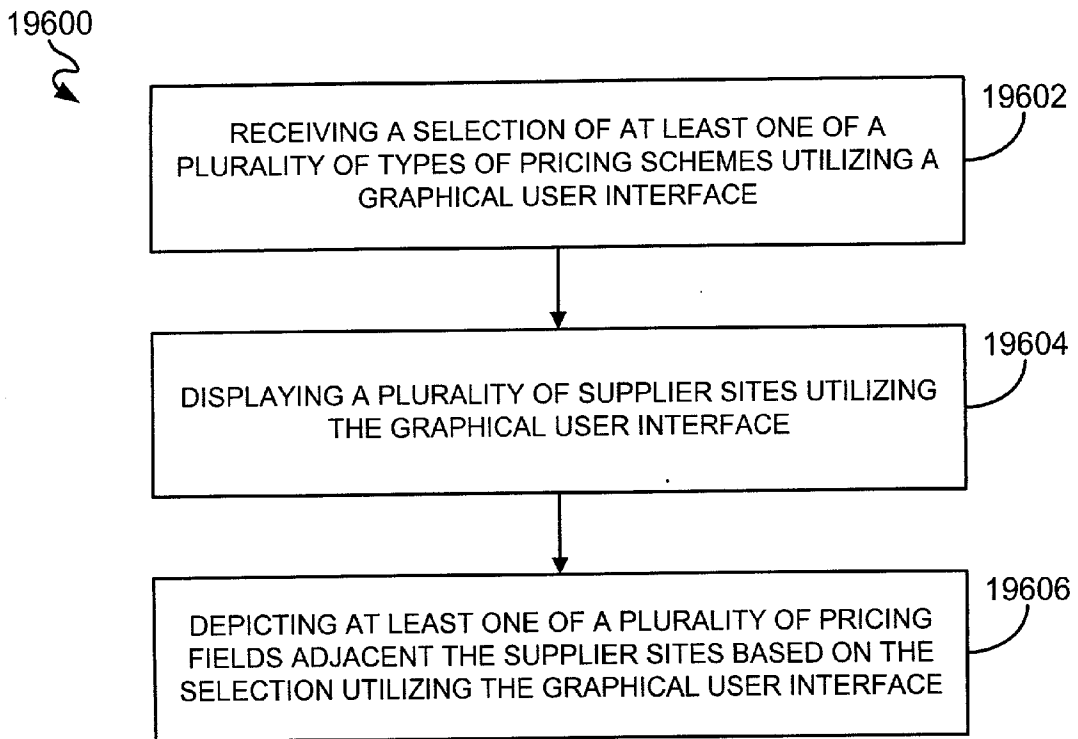 19600
19602
RECEIVING A SELECTION OF AT LEAST ONE OF A
PLURALITY OF TYPES OF PRICING SCHEMES UTILIZING A
GRAPHICAL USER INTERFACE
19604
DISPLAYING A PLURALITY OF SUPPLIER SITES UTILIZING
THE GRAPHICAL USER INTERFACE
19606
DEPICTING AT LEAST ONE OF A PLURALITY OF PRICING
FIELDS ADJACENT THE SUPPLIER SITES BASED ON THE
SELECTION UTILIZING THE GRAPHICAL USER INTERFACE